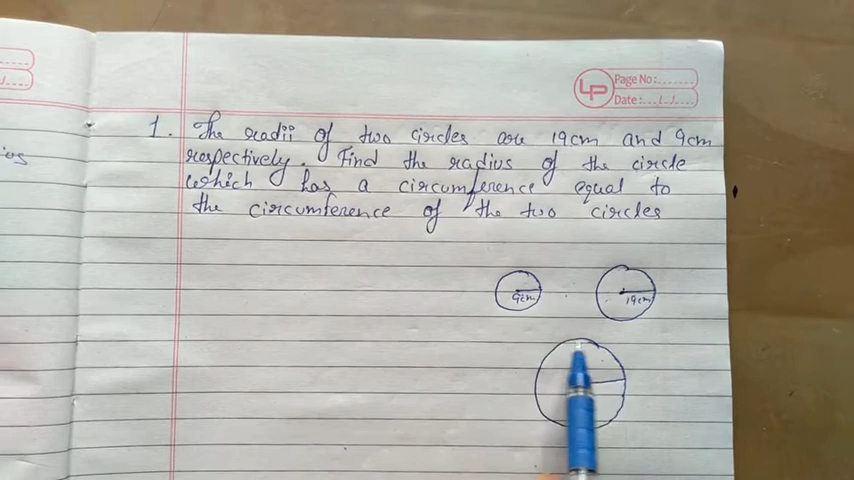 LP
Page No:
Date:
1. The radii of two circles are 19cm and 9cm
respectively. Find the radius of the circle
which has a circumference equal to
the circumference of the two circles
9cm
19cm